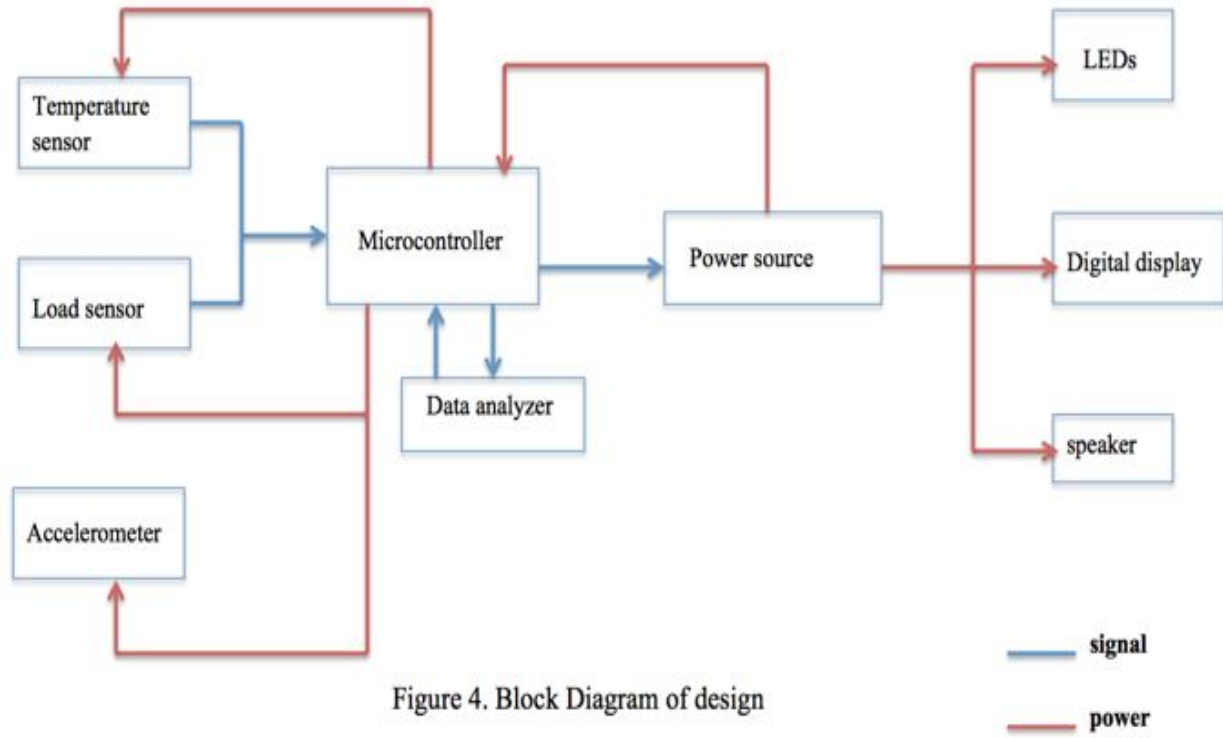 LEDs
Temperature
sensor
Microcontroller
Power source
Digital display
Load sensor
Data analyzer
speaker
Accelerometer
signal
power
Figure 4. Block Diagram of design